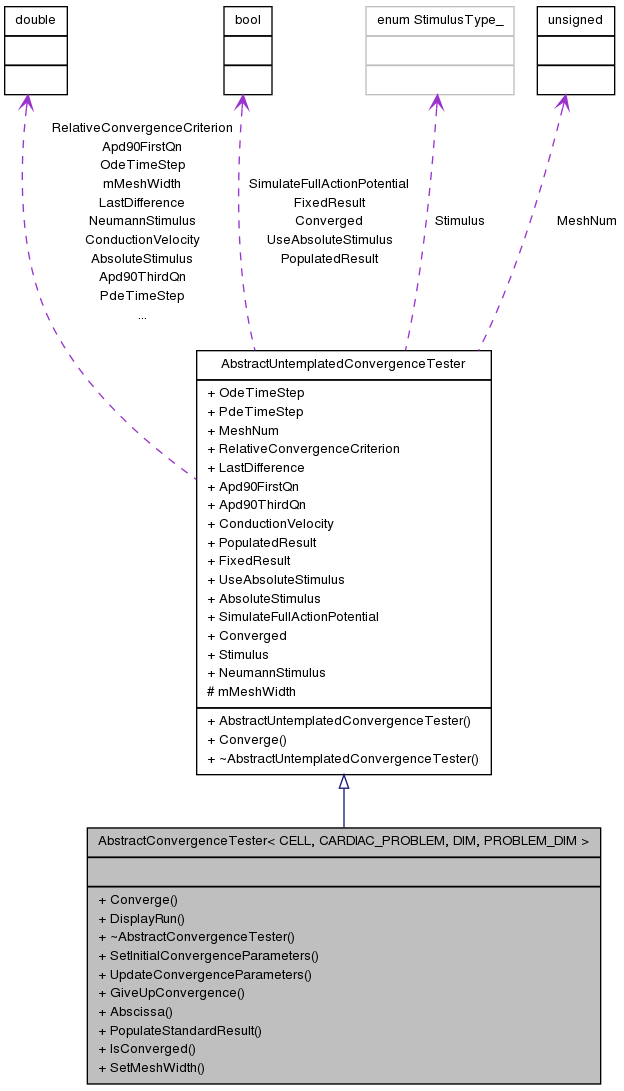 double
bool
enum StimulusType_
unsigned
RelativeConvergenceCriterion
Apd90FirstQn
OdeTimeStep
mMeshWidth
LastDifference
NeumannStimulus
ConductionVelocity
AbsoluteStimulus
Apd90ThirdQn
PdeTimeStep
...
SimulateFullActionPotential
FixedResult
Converged
UseAbsoluteStimulus
PopulatedResult
Stimulus
MeshNum
AbstractUntemplatedConvergenceTester
+ OdeTimeStep
+ PdeTimeStep
+ MeshNum
+ RelativeConvergenceCriterion
+ LastDifference
+ Apd90FirstQn
+ Apd90ThirdQn
+ ConductionVelocity
+ PopulatedResult
+ FixedResult
+ UseAbsoluteStimulus
+ AbsoluteStimulus
+ SimulateFullActionPotential
+ Converged
+ Stimulus
+ NeumannStimulus
# mMeshWidth
+ AbstractUntemplatedConvergenceTester()
+ Converge()
+ ~AbstractUntemplatedConvergenceTester()
AbstractConvergenceTester< CELL, CARDIAC_PROBLEM, DIM, PROBLEM_DIM >
+ Converge()
+ DisplayRun()
+ ~AbstractConvergenceTester()
+ SetInitialConvergenceParameters()
+ UpdateConvergenceParameters()
+ GiveUpConvergence()
+ Abscissa()
+ PopulateStandardResult()
+ IsConverged()
+ SetMeshWidth()